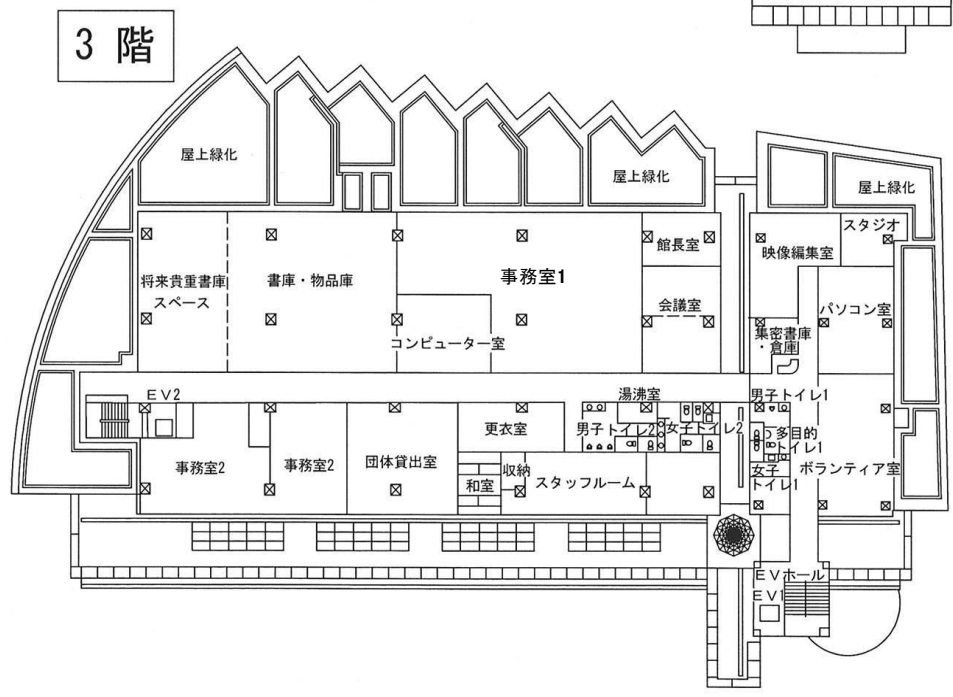 3 階
屋上緑化
屋上緑化
屋上緑化
スタジオ
映像編集室
館長室
将来貴重書庫
スペース
書庫・物品庫
事務室1
会議室
パソコン室
コンピューター室
集密書庫
・倉庫
EV2
湯沸室
男子トイレ1
更衣室
男子トイレ2
女子トイレ2
多目的
トイレ1
事務室2
事務室2
団体貸出室
収納
和室
スタッフルーム
女子
トイレ1
ボランティア室
EVホール
EV1